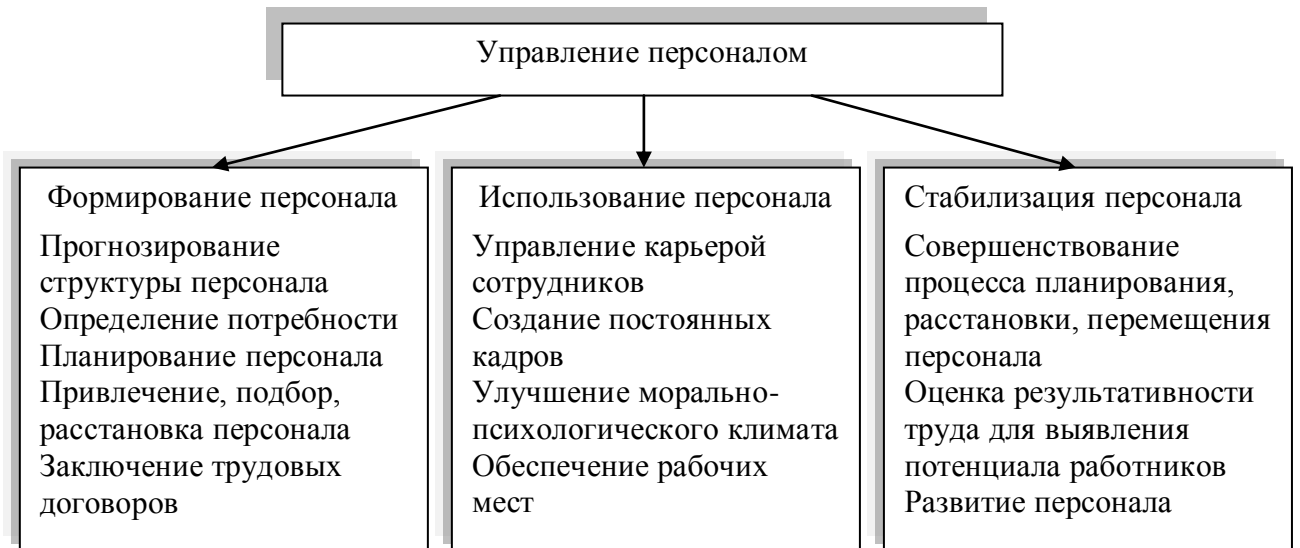 Управление персоналом
Формирование персонала
Прогнозирование
структуры персонала
Определение потребности
Планирование персонала
Привлечение, подбор,
расстановка персонала
Заключение трудовых
договоров
Использование персонала
Управление карьерой
сотрудников
Создание постоянных
кадров
Улучшение морально-
психологического климата
Обеспечение рабочих
мест
Стабилизация персонала
Совершенствование
процесса планирования,
расстановки, перемещения
персонала
Оценка результативности
труда для выявления
потенциала работников
Развитие персонала